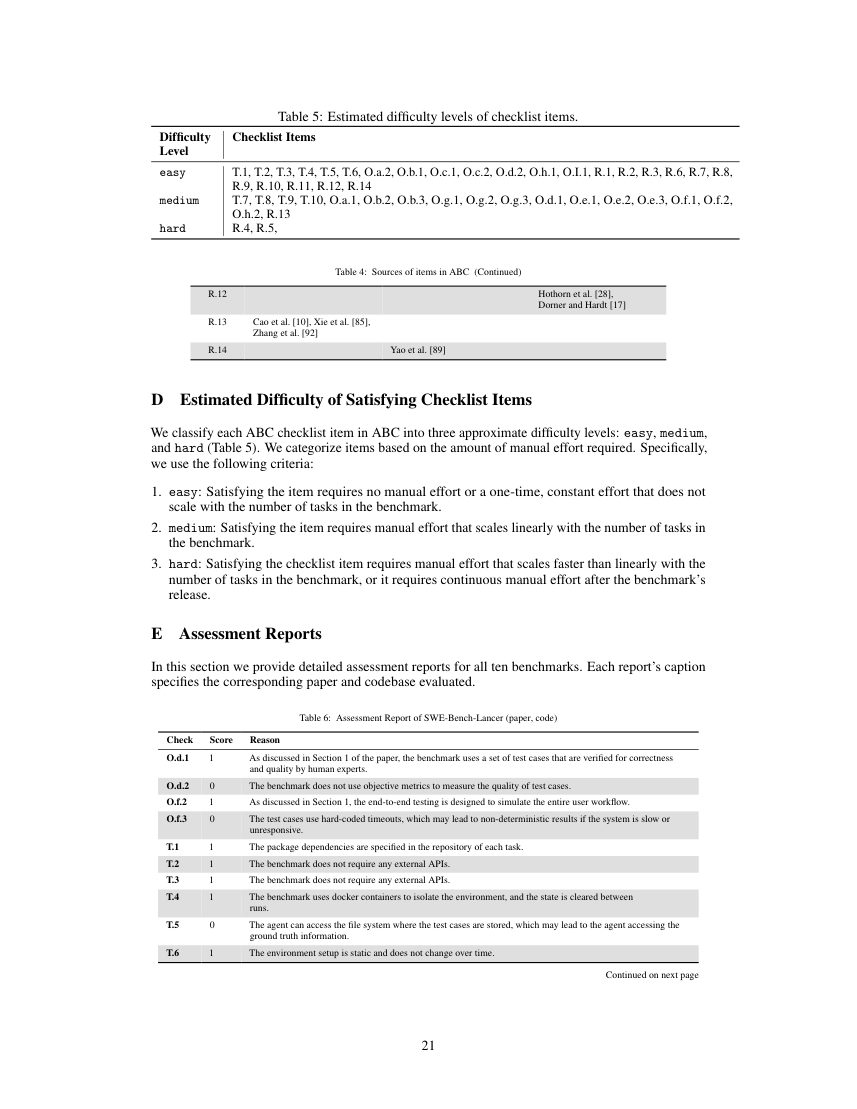 Table 5: Estimated difficulty levels of checklist items.
Difficulty Level Checklist Items
easy T.1, T.2, T.3, T.4, T.5, T.6, O.a.2, O.b.1, O.c.1, O.c.2, O.d.2, O.h.1, O.I.1, R.1, R.2, R.3, R.6, R.7, R.8,
R.9, R.10, R.11, R.12, R.14
medium T.7, T.8, T.9, T.10, O.a.1, O.b.2, O.b.3, O.g.1, O.g.2, O.g.3, O.d.1, O.e.1, O.e.2, O.e.3, O.f.1, O.f.2,
O.h.2, R.13
hard R.4, R.5,
Table 4: Sources of items in ABC (Continued)
R.12 Hothorn et al. [28],
Dorner and Hardt [17]
R.13 Cao et al. [10], Xie et al. [85],
Zhang et al. [92]
R.14 Yao et al. [89]
D Estimated Difficulty of Satisfying Checklist Items
We classify each ABC checklist item in ABC into three approximate difficulty levels: easy, medium,
and hard (Table 5). We categorize items based on the amount of manual effort required. Specifically,
we use the following criteria:
1. easy: Satisfying the item requires no manual effort or a one-time, constant effort that does not
scale with the number of tasks in the benchmark.
2. medium: Satisfying the item requires manual effort that scales linearly with the number of tasks in
the benchmark.
3. hard: Satisfying the checklist item requires manual effort that scales faster than linearly with the
number of tasks in the benchmark, or it requires continuous manual effort after the benchmark's
release.
E Assessment Reports
In this section we provide detailed assessment reports for all ten benchmarks. Each report's caption
specifies the corresponding paper and codebase evaluated.
Table 6: Assessment Report of SWE-Bench-Lancer (paper, code)
Check Score Reason
O.d.1 1 As discussed in Section 1 of the paper, the benchmark uses a set of test cases that are verified for correctness
and quality by human experts.
O.d.2 0 The benchmark does not use objective metrics to measure the quality of test cases.
O.f.2 1 As discussed in Section 1, the end-to-end testing is designed to simulate the entire user workflow.
O.f.3 0 The test cases use hard-coded timeouts, which may lead to non-deterministic results if the system is slow or
unresponsive.
T.1 1 The package dependencies are specified in the repository of each task.
T.2 1 The benchmark does not require any external APIs.
T.3 1 The benchmark does not require any external APIs.
T.4 1 The benchmark uses docker containers to isolate the environment, and the state is cleared between
runs.
T.5 0 The agent can access the file system where the test cases are stored, which may lead to the agent accessing the
ground truth information.
T.6 1 The environment setup is static and does not change over time.
Continued on next page
21